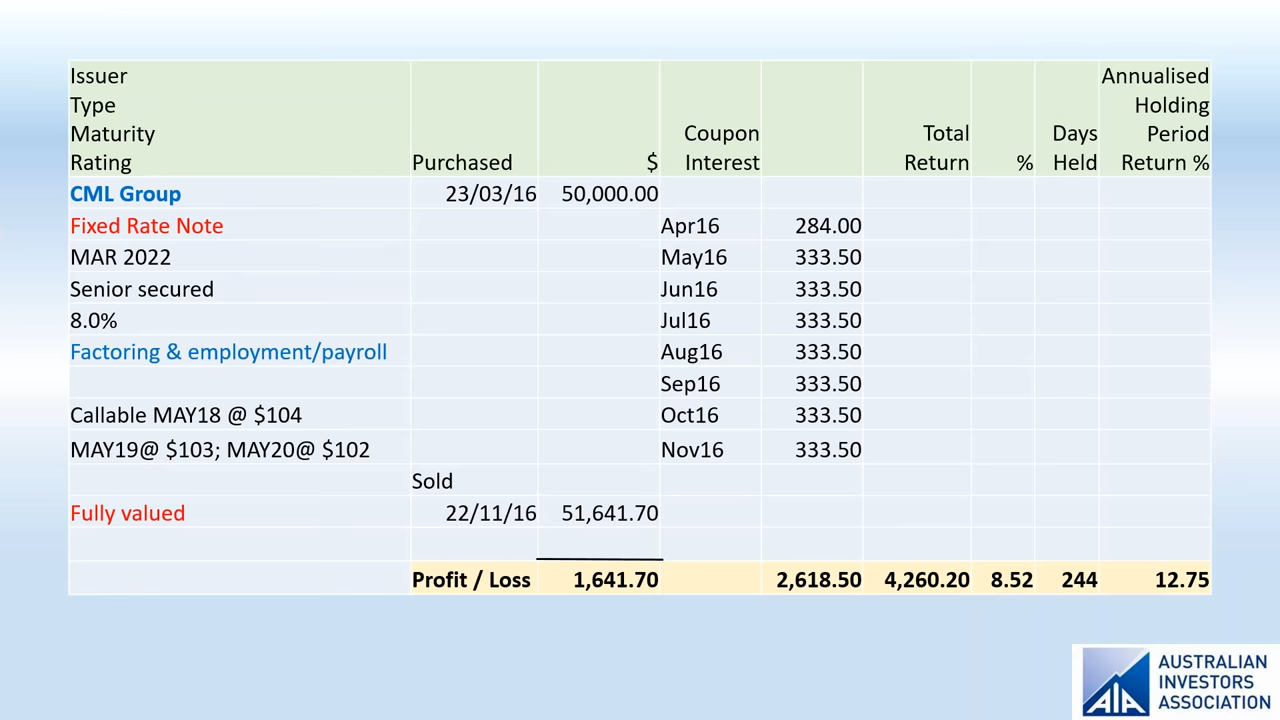 Issuer
Type
Maturity
Rating
Purchased
$
Coupon
Interest
Total
Return
%
Days
Held
Annualised
Holding
Period
Return %
CML Group 23/03/16 50,000.00
Fixed Rate Note Apr16 284.00
MAR 2022 May16 333.50
Senior secured Jun16 333.50
8.0% Jul16 333.50
Factoring & employment/payroll Aug16 333.50
Sep16 333.50
Callable MAY18 @ $104 Oct16 333.50
MAY19@ $103; MAY20@ $102 Nov16 333.50
Sold
Fully valued 22/11/16 51,641.70
Profit / Loss 1,641.70 2,618.50 4,260.20 8.52 244 12.75
AIA
AUSTRALIAN
INVESTORS
ASSOCIATION